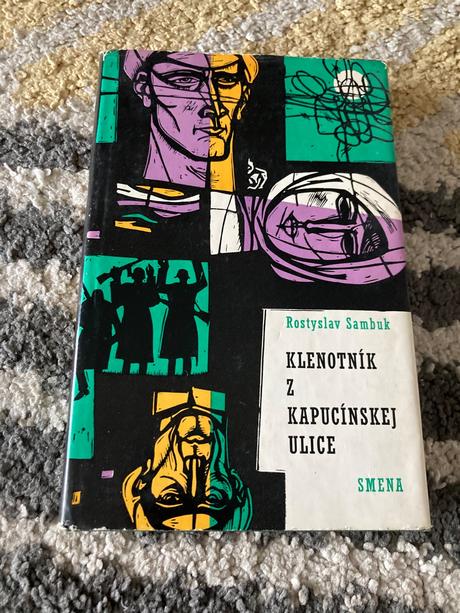 Rostyslav Sambuk
KLENOTNÍK
Z
KAPUCÍNSKEJ
ULICE
SMENA